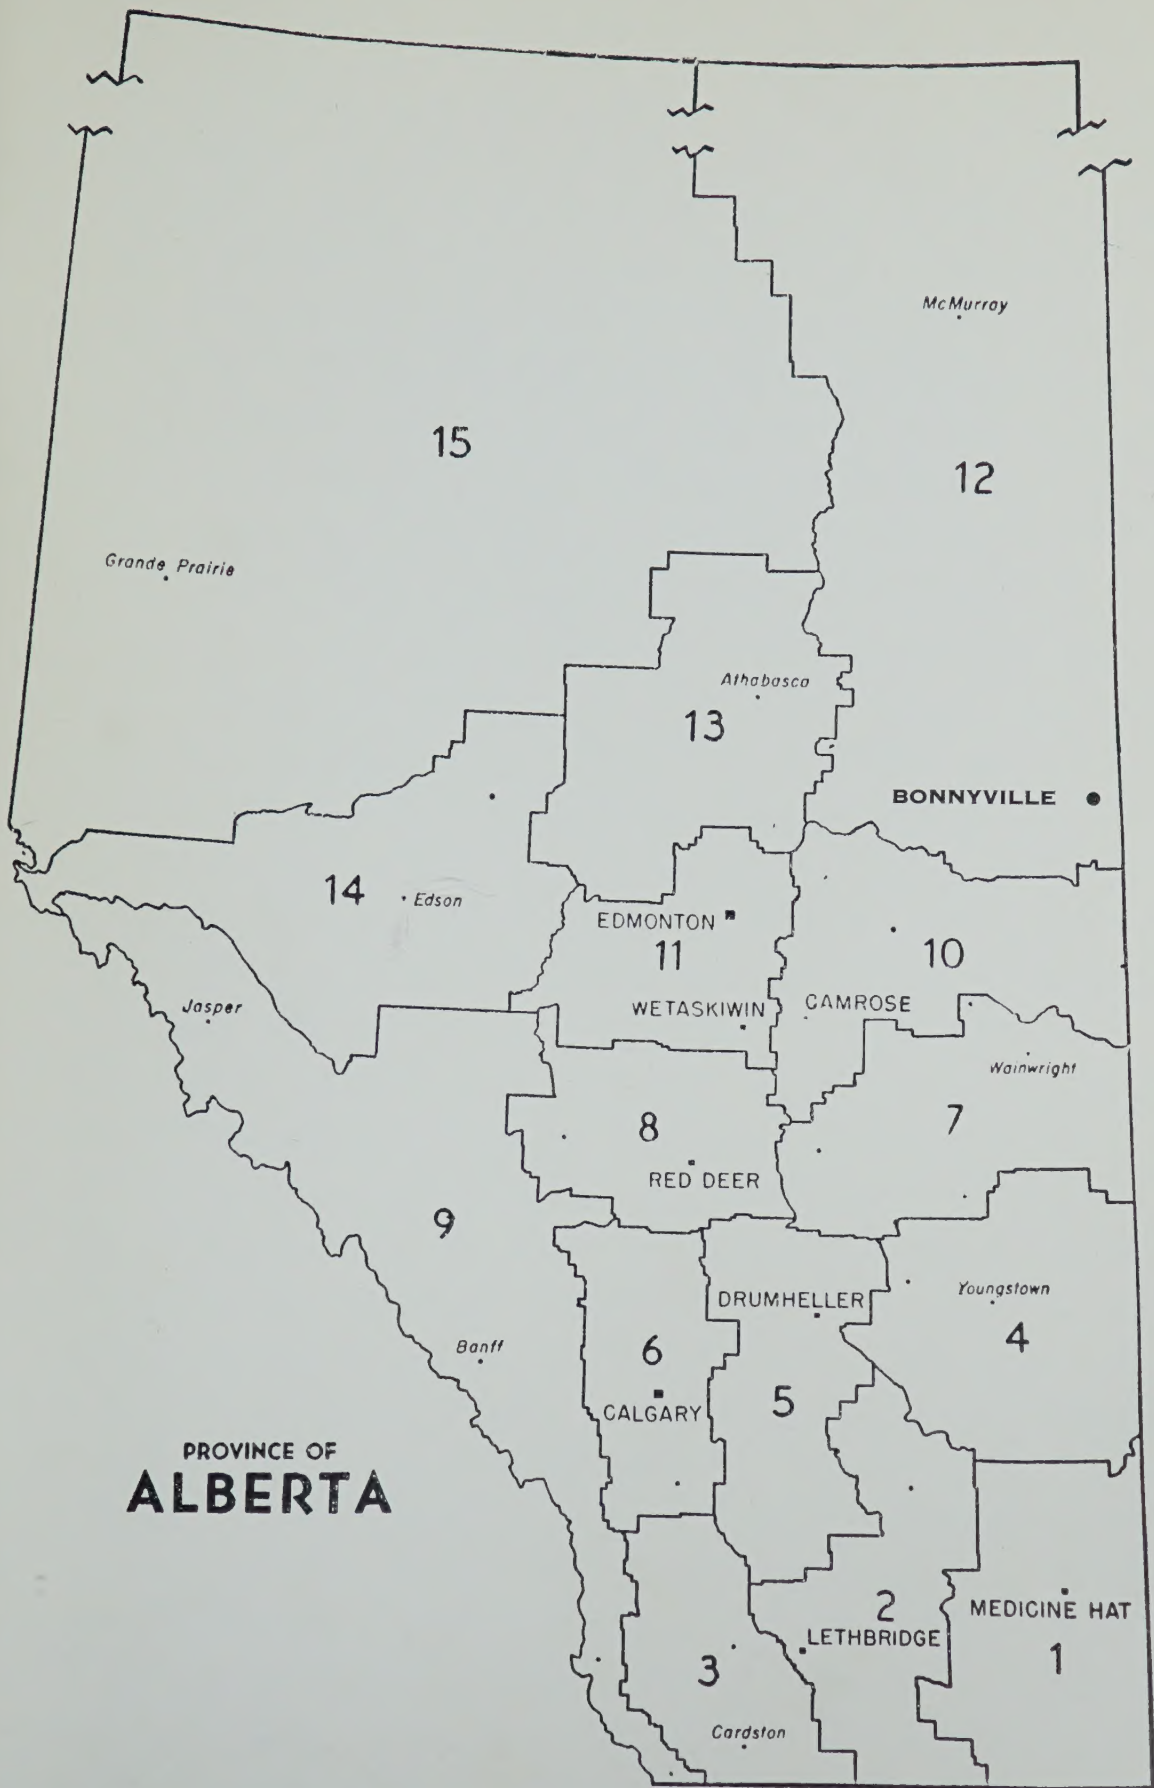 McMurray
15
12
Grande Prairie
Athabasca
13
BONNYVILLE
14
Edson
EDMONTON
11
10
WETASKIWIN
CAMROSE
Jasper
Wainwright
8
7
RED DEER
9
DRUMHELLER
Youngstown
4
Banff
6
5
CALGARY
PROVINCE OF
ALBERTA
2
MEDICINE HAT
LETHBRIDGE
1
3
Cardston